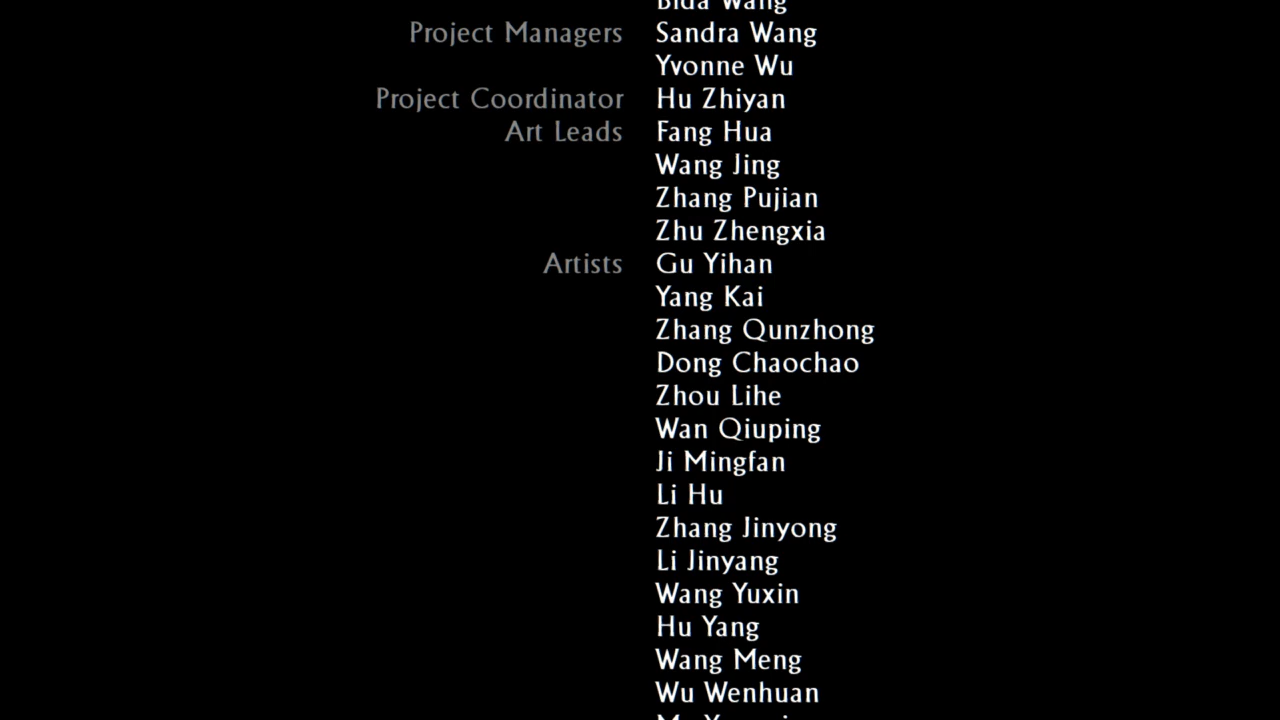 Bida Wang
Project Managers Sandra Wang
Yvonne Wu
Project Coordinator Hu Zhiyan
Art Leads Fang Hua
Wang Jing
Zhang Pujian
Zhu Zhengxia
Artists Gu Yihan
Yang Kai
Zhang Qunzhong
Dong Chaochao
Zhou Lihe
Wan Qiuping
Ji Mingfan
Li Hu
Zhang Jinyong
Li Jinyang
Wang Yuxin
Hu Yang
Wang Meng
Wu Wenhuan